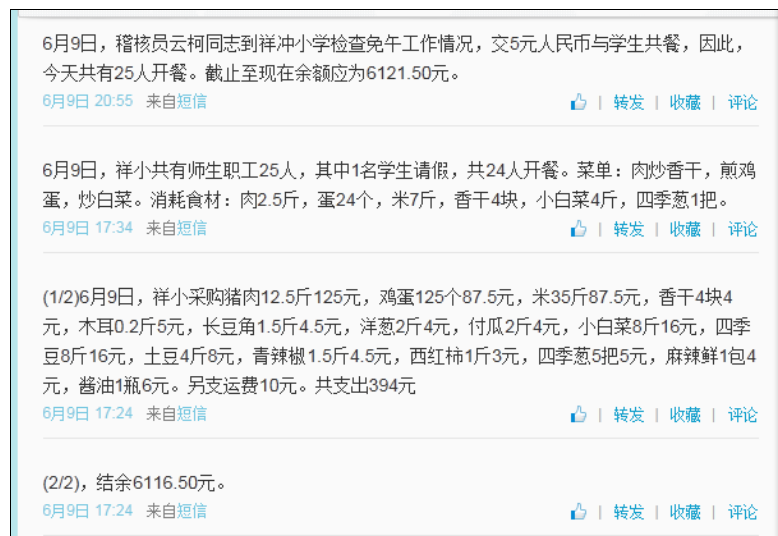 6月9日，稽核员云柯同志到祥冲小学检查免午工作情况，交5元人民币与学生共餐，因此，
今天共有25人开餐。截止至现在余额应为6121.50元。
6月9日 20:55 来自短信 | 转发 | 收藏 | 评论
6月9日，祥小共有师生职工25人，其中1名学生请假，共24人开餐。菜单：肉炒香干，煎鸡
蛋，炒白菜。消耗食材：肉2.5斤，蛋24个，米7斤，香干4块，小白菜4斤，四季葱1把。
6月9日 17:34 来自短信 | 转发 | 收藏 | 评论
(1/2)6月9日，祥小采购猪肉12.5斤125元，鸡蛋125个87.5元，米35斤87.5元，香干4块4
元，木耳0.2斤5元，长豆角1.5斤4.5元，洋葱2斤4元，付瓜2斤4元，小白菜8斤16元，四季
豆8斤16元，土豆4斤8元，青辣椒1.5斤4.5元，西红柿1斤3元，四季葱5把5元，麻辣鲜1包4
元，酱油1瓶6元。另支运费10元。共支出394元
6月9日 17:24 来自短信 | 转发 | 收藏 | 评论
(2/2)，结余6116.50元。
6月9日 17:24 来自短信 | 转发 | 收藏 | 评论